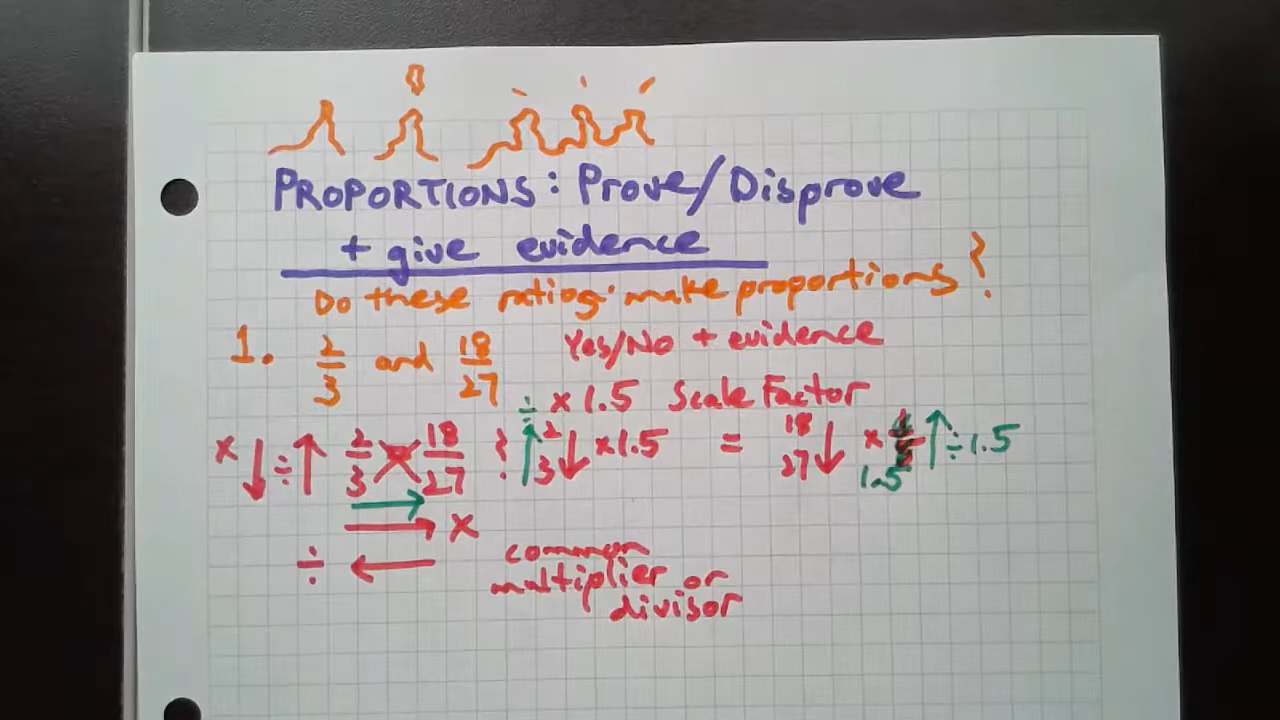 PROPORTIONS: Prove/Disprove
+ give evidence
Do these ratios make proportions?
1. 2/3 and 18/27 Yes/No + evidence
÷ × 1.5 Scale Factor
× ↓ ÷ ↑ 2/3 × 18/27 ? ↑ 2/3 ↓ × 1.5 = 18/27 ↓ × 1.5 ↑ ÷ 1.5
→
→ ×
÷ ← common
multiplier or
divisor